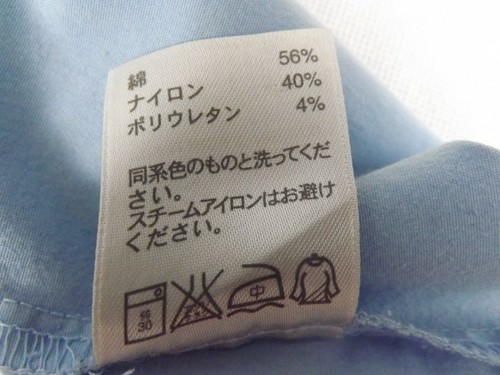 綿 56%
ナイロン 40%
ポリウレタン 4%
同系色のものと洗ってくだ
さい。
スチームアイロンはお避け
ください。
弱
30
中